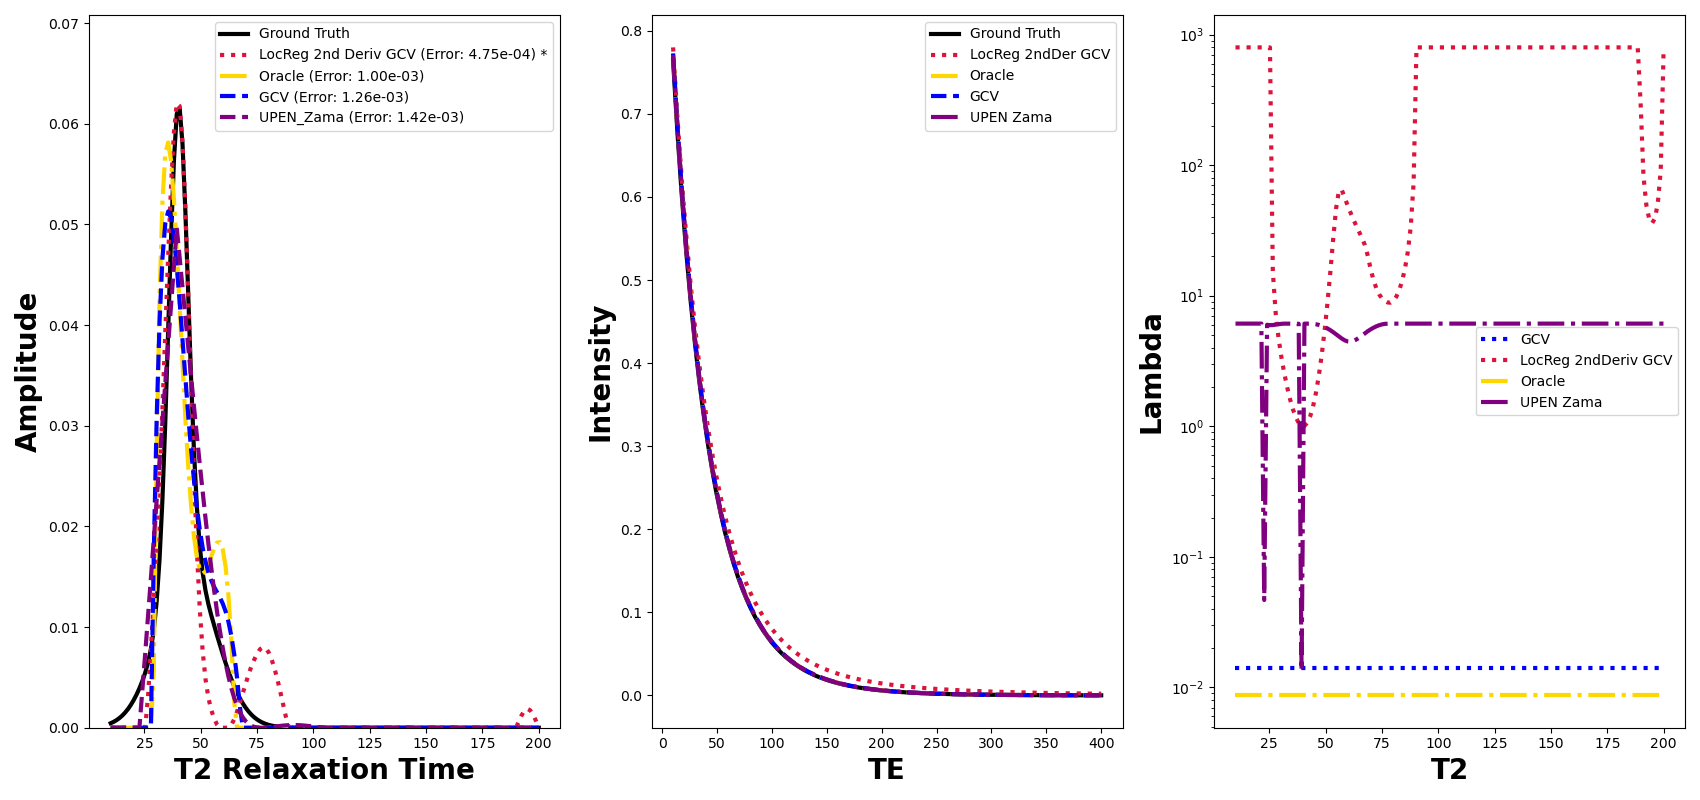 0.07
0.06
0.05
0.04
0.03
0.02
0.01
0.00
Amplitude
25 50 75 100 125 150 175 200
T2 Relaxation Time
Ground Truth
LocReg 2nd Deriv GCV (Error: 4.75e-04) *
Oracle (Error: 1.00e-03)
GCV (Error: 1.26e-03)
UPEN_Zama (Error: 1.42e-03)
0.8
0.7
0.6
0.5
0.4
0.3
0.2
0.1
0.0
Intensity
0 50 100 150 200 250 300 350 400
TE
Ground Truth
LocReg 2ndDer GCV
Oracle
GCV
UPEN Zama
10³
10²
10¹
10⁰
10⁻¹
10⁻²
Lambda
25 50 75 100 125 150 175 200
T2
GCV
LocReg 2ndDeriv GCV
Oracle
UPEN Zama